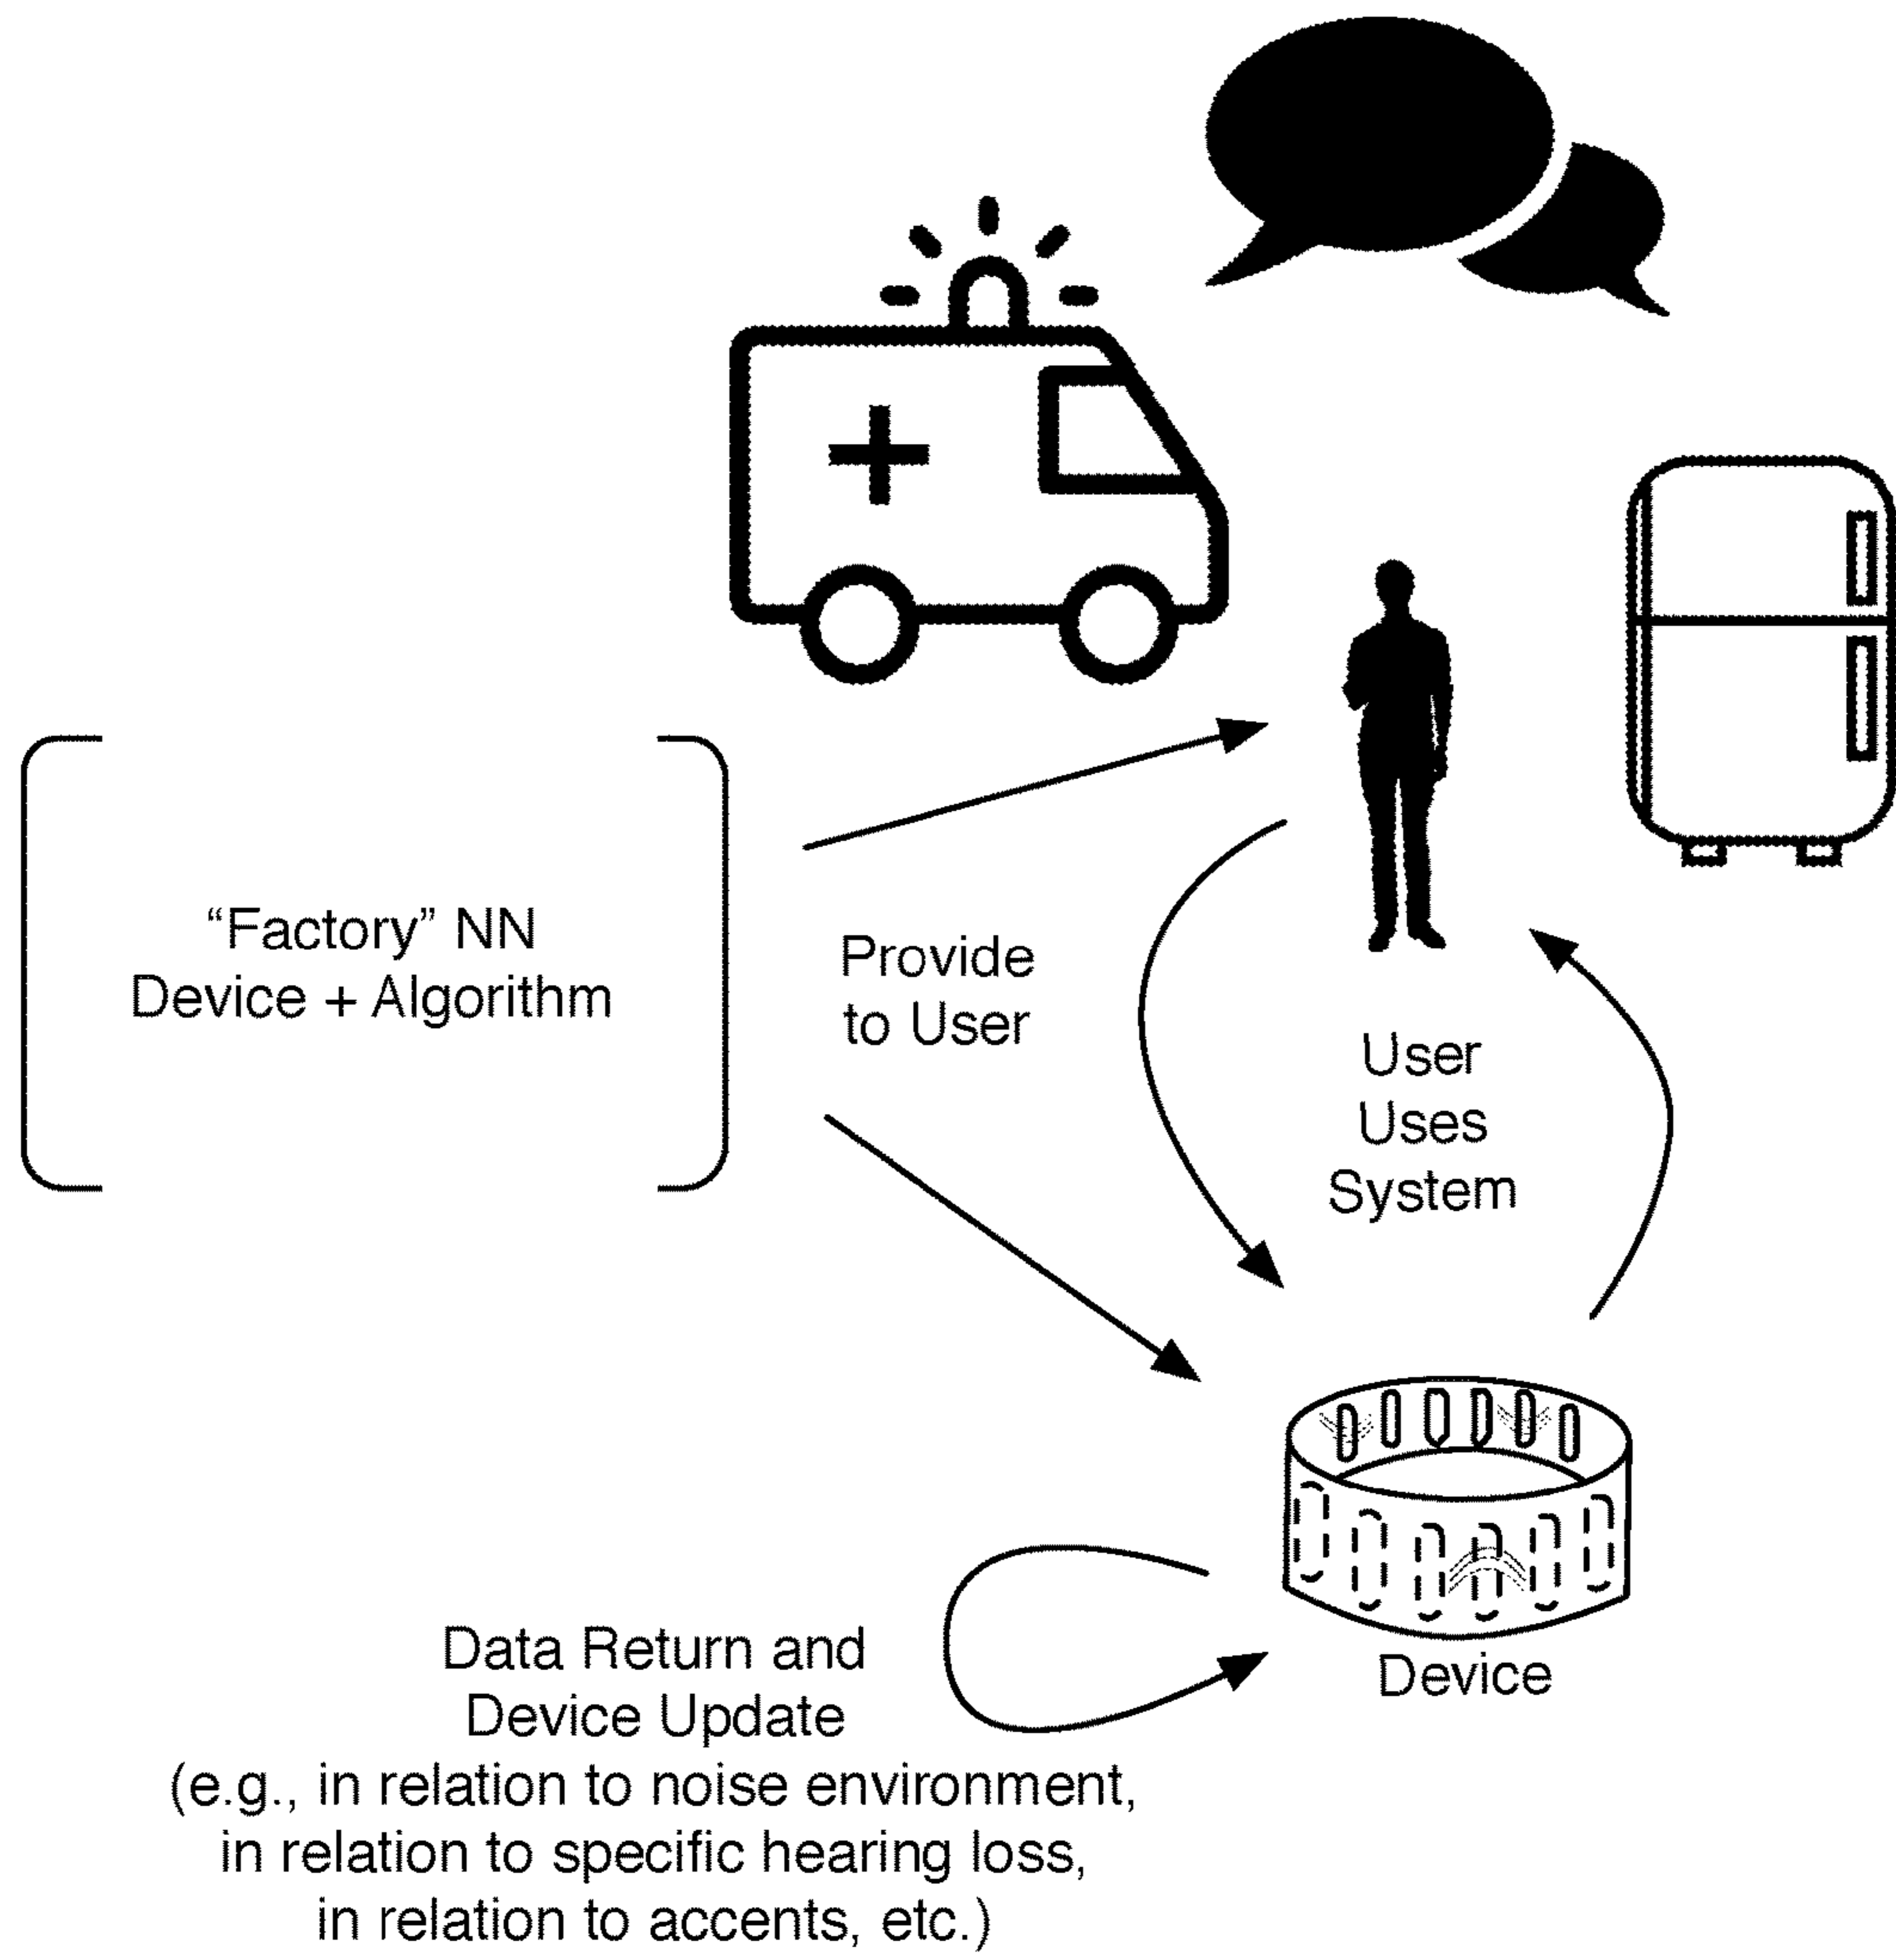 “Factory” NN
Device + Algorithm
Provide
to User
User
Uses
System
Device
Data Return and
Device Update
(e.g., in relation to noise environment,
in relation to specific hearing loss,
in relation to accents, etc.)